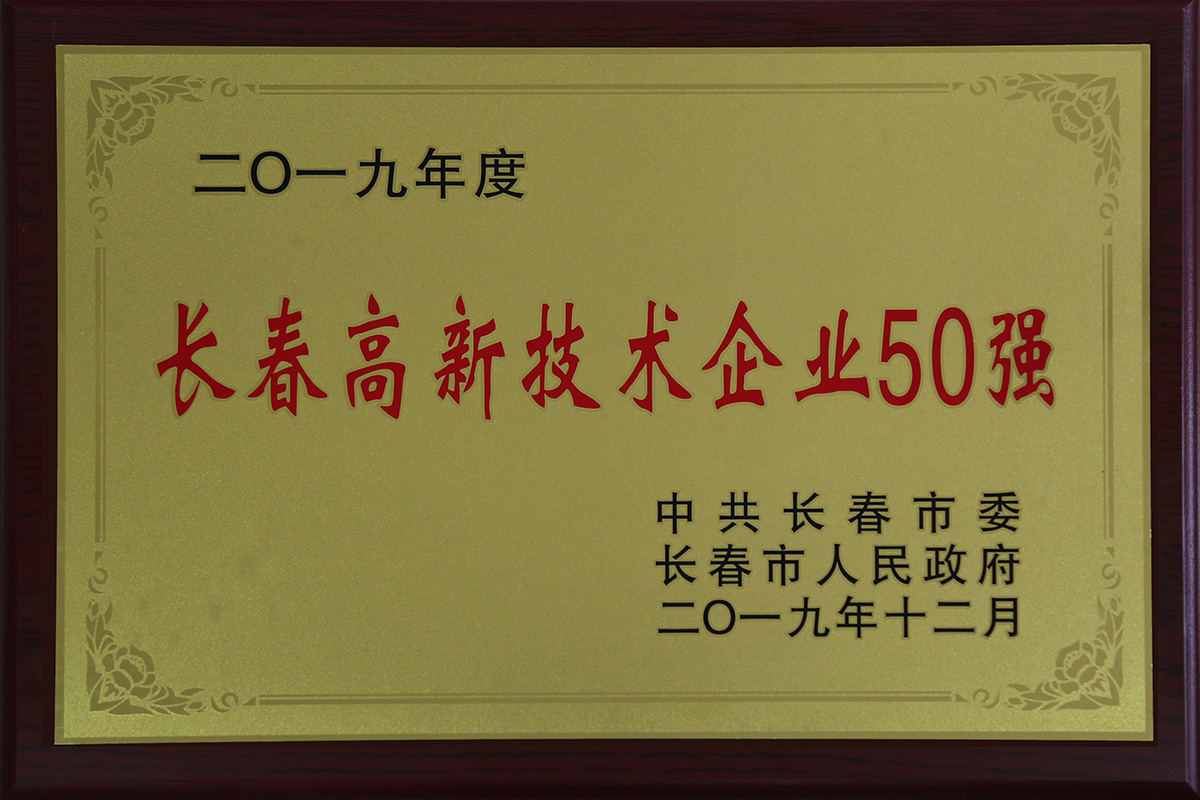 二〇一九年度
长春高新技术企业50强
中共长春市委
长春市人民政府
二〇一九年十二月